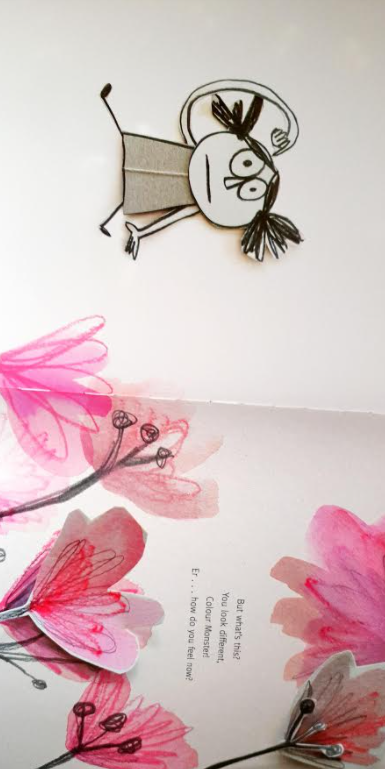 But what's this?
You look different,
Colour Monster!
Er . . . how do you feel now?